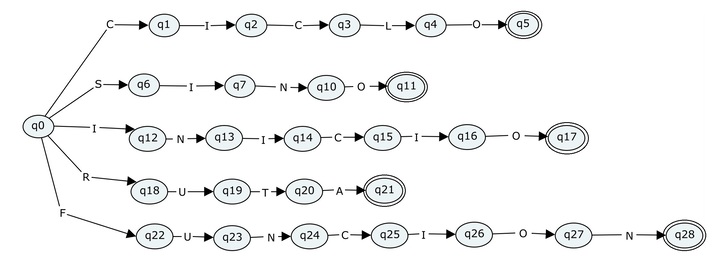 C q1 I q2 C q3 L q4 O q5
S q6 I q7 N q10 O q11
q0
I q12 N q13 I q14 C q15 I q16 O q17
R q18 U q19 T q20 A q21
F q22 U q23 N q24 C q25 I q26 O q27 N q28